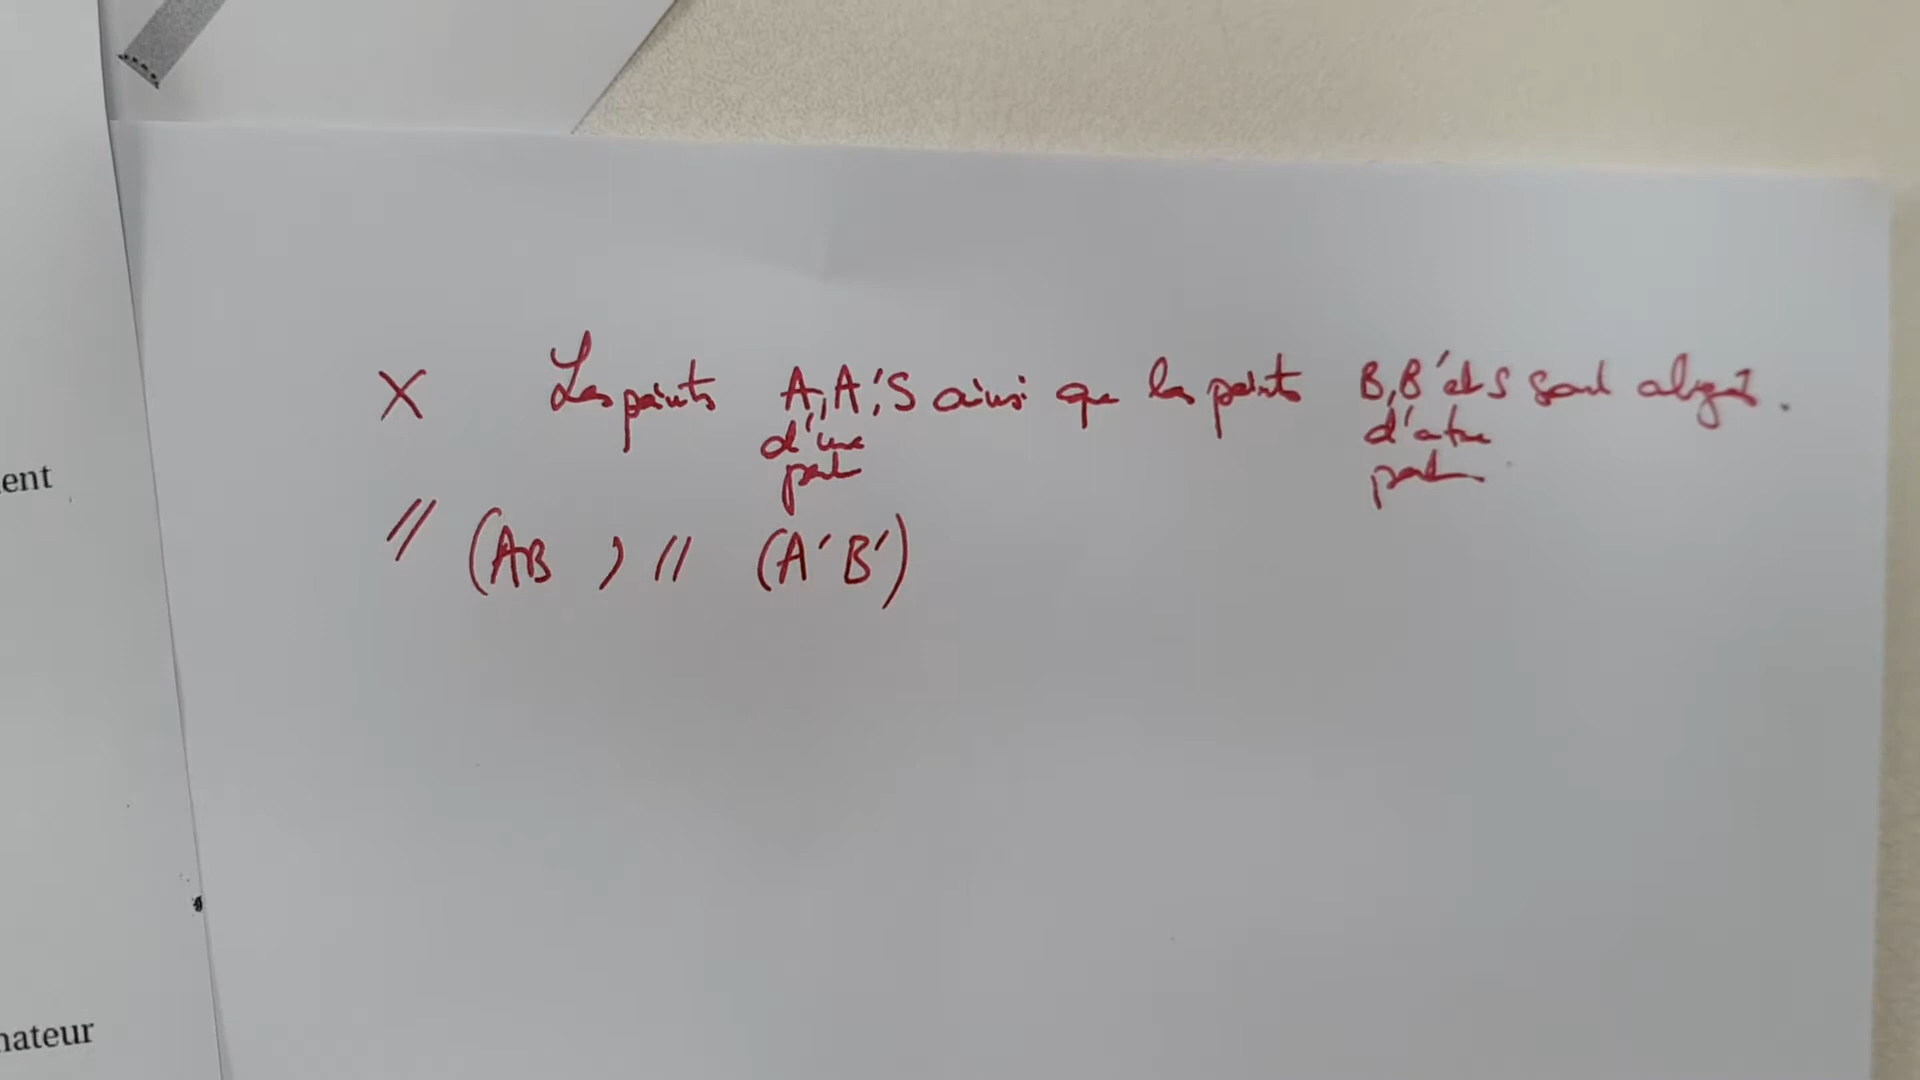 X Les points A, A', S ainsi que les points B, B' et S sont alignés.
d'une d'autre
part part
// (AB) // (A'B')
ent
nateur